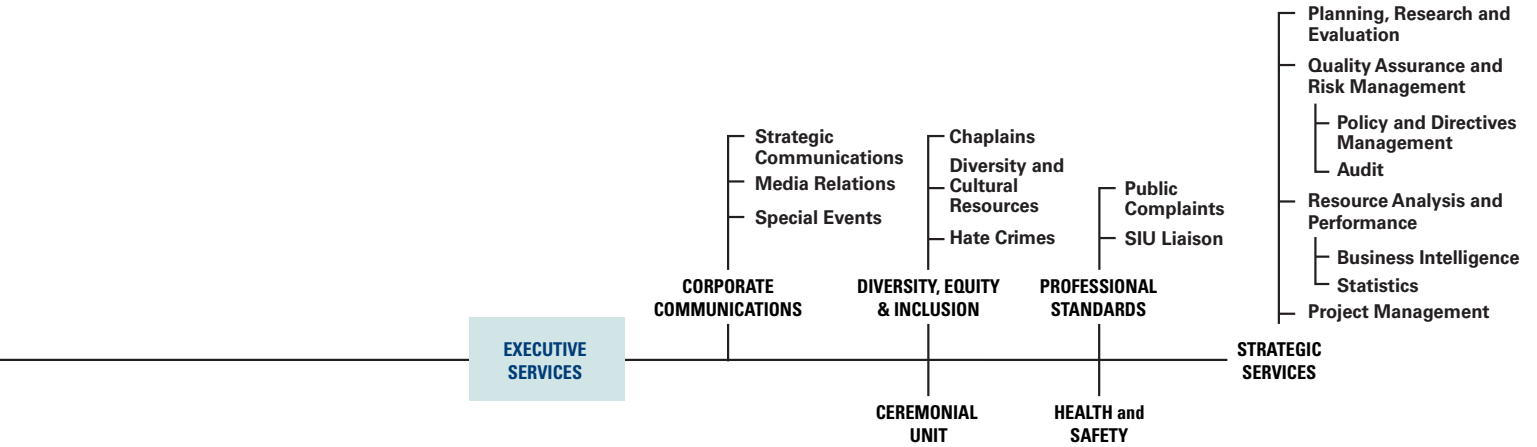 EXECUTIVE
SERVICES
Strategic
Communications
Media Relations
Special Events
CORPORATE
COMMUNICATIONS
Chaplains
Diversity and
Cultural
Resources
Hate Crimes
DIVERSITY, EQUITY
& INCLUSION
CEREMONIAL
UNIT
Public
Complaints
SIU Liaison
PROFESSIONAL
STANDARDS
HEALTH and
SAFETY
Planning, Research and
Evaluation
Quality Assurance and
Risk Management
Policy and Directives
Management
Audit
Resource Analysis and
Performance
Business Intelligence
Statistics
Project Management
STRATEGIC
SERVICES